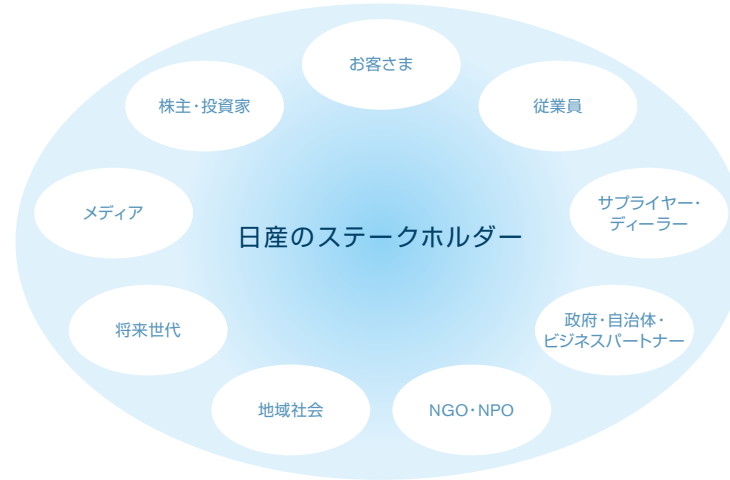 お客さま
株主・投資家
従業員
メディア
サプライヤー・
ディーラー
日産のステークホルダー
将来世代
政府・自治体・
ビジネスパートナー
地域社会
NGO・NPO